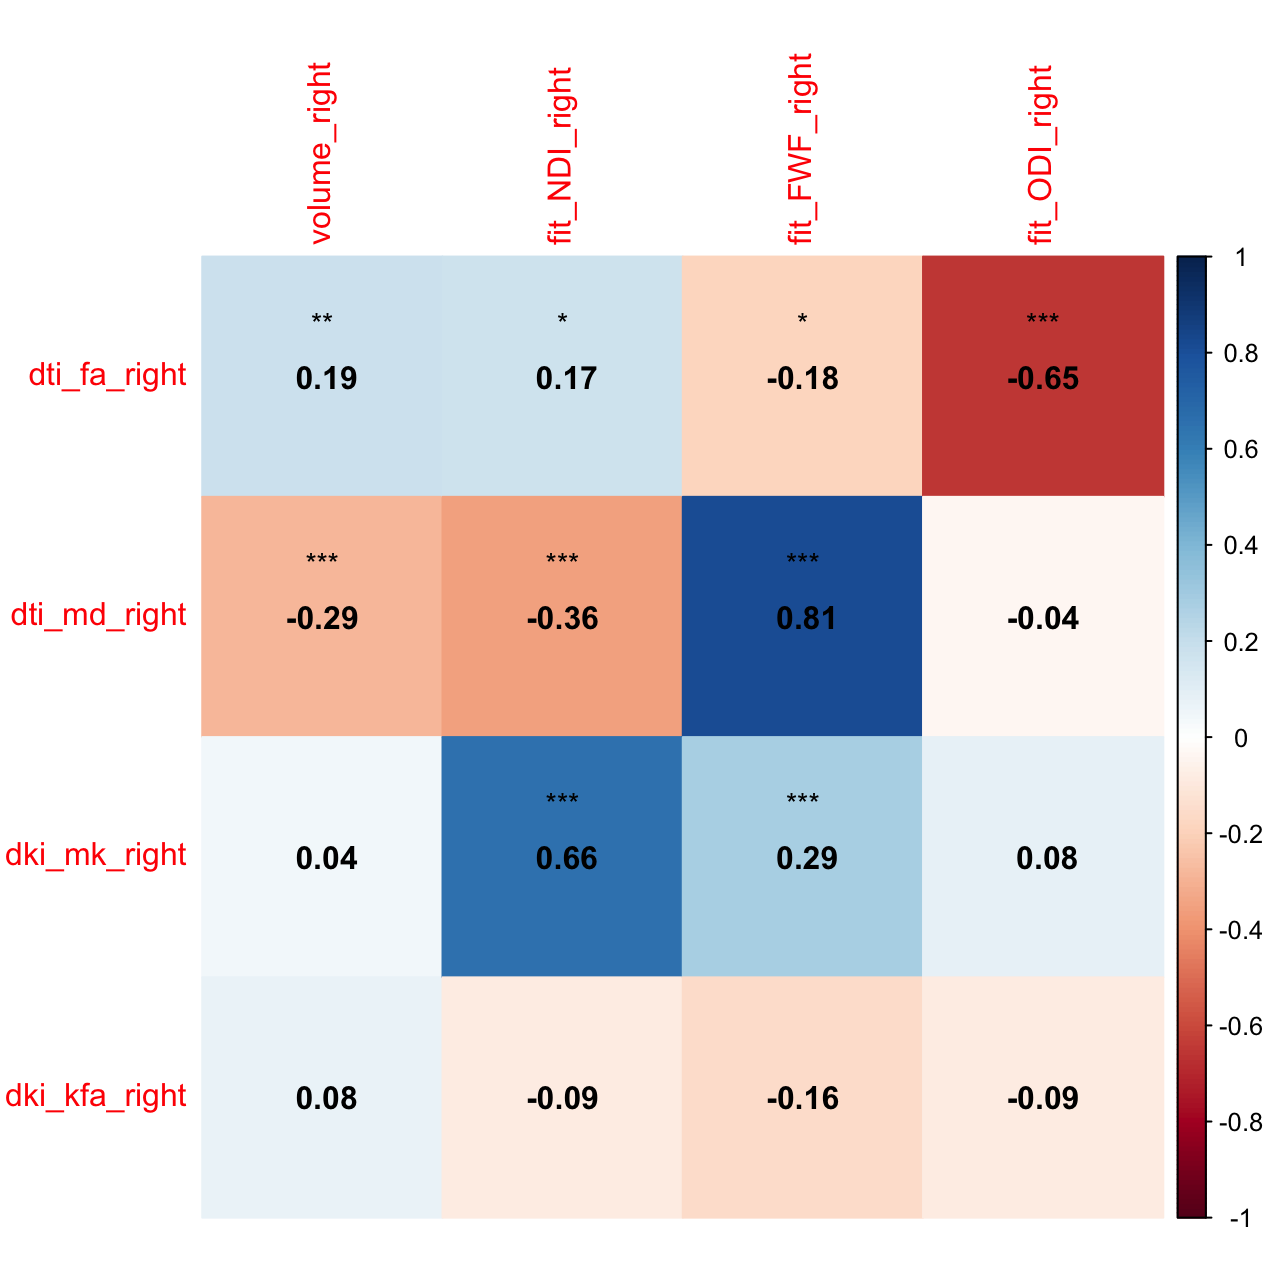 volume_right
fit_NDI_right
fit_FWF_right
fit_ODI_right
dti_fa_right
** * * ***
0.19 0.17 -0.18 -0.65
dti_md_right
*** *** ***
-0.29 -0.36 0.81 -0.04
dki_mk_right
*** ***
0.04 0.66 0.29 0.08
dki_kfa_right
0.08 -0.09 -0.16 -0.09
1
0.8
0.6
0.4
0.2
0
-0.2
-0.4
-0.6
-0.8
-1